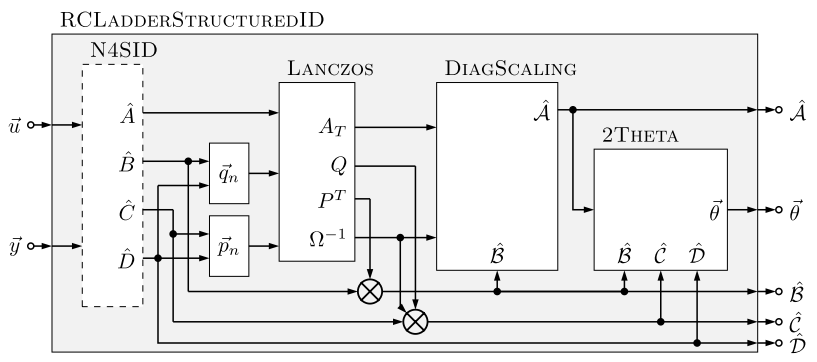 RCLadderStructuredID
N4SID
Lanczos
DiagScaling
2Theta
$\vec{u}$
$\vec{y}$
$\hat{A}$
$\hat{B}$
$\hat{C}$
$\hat{D}$
$\vec{q}_n$
$\vec{p}_n$
$A_T$
$Q$
$P^T$
$\Omega^{-1}$
$\hat{\mathcal{A}}$
$\hat{\mathcal{B}}$
$\vec{\theta}$
$\hat{\mathcal{B}}$ $\hat{\mathcal{C}}$ $\hat{\mathcal{D}}$
$\hat{\mathcal{A}}$
$\vec{\theta}$
$\hat{\mathcal{B}}$
$\hat{\mathcal{C}}$
$\hat{\mathcal{D}}$